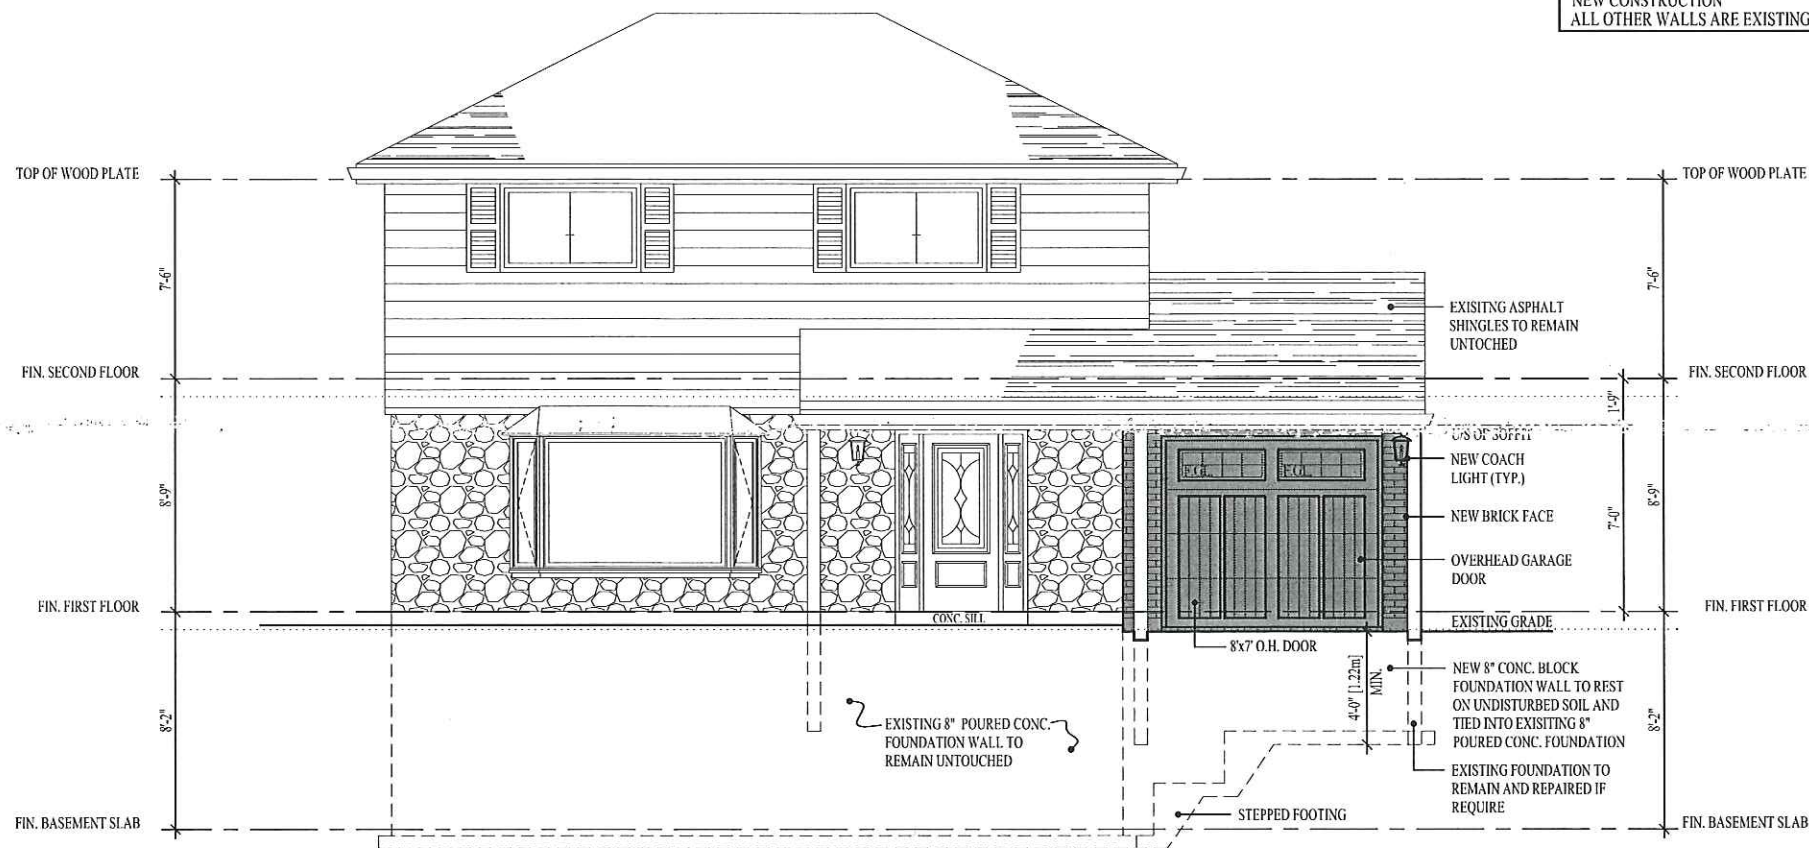 NEW CONSTRUCTION
ALL OTHER WALLS ARE EXISTING
TOP OF WOOD PLATE
TOP OF WOOD PLATE
7'-6"
7'-6"
EXISITNG ASPHALT
SHINGLES TO REMAIN
UNTOCHED
FIN. SECOND FLOOR
FIN. SECOND FLOOR
1'-9"
U/S OF SOFFIT
NEW COACH
LIGHT (TYP.)
F.GL.
F.GL.
8'-9"
7'-0"
8'-9"
NEW BRICK FACE
OVERHEAD GARAGE
DOOR
FIN. FIRST FLOOR
FIN. FIRST FLOOR
CONC. SILL
EXISTING GRADE
8'x7' O.H. DOOR
4'-0" [1.22m]
MIN.
NEW 8" CONC. BLOCK
FOUNDATION WALL TO REST
ON UNDISTURBED SOIL AND
TIED INTO EXISITING 8"
POURED CONC. FOUNDATION
8'-2"
8'-2"
EXISTING 8" POURED CONC.
FOUNDATION WALL TO
REMAIN UNTOUCHED
EXISTING FOUNDATION TO
REMAIN AND REPAIRED IF
REQUIRE
STEPPED FOOTING
FIN. BASEMENT SLAB
FIN. BASEMENT SLAB